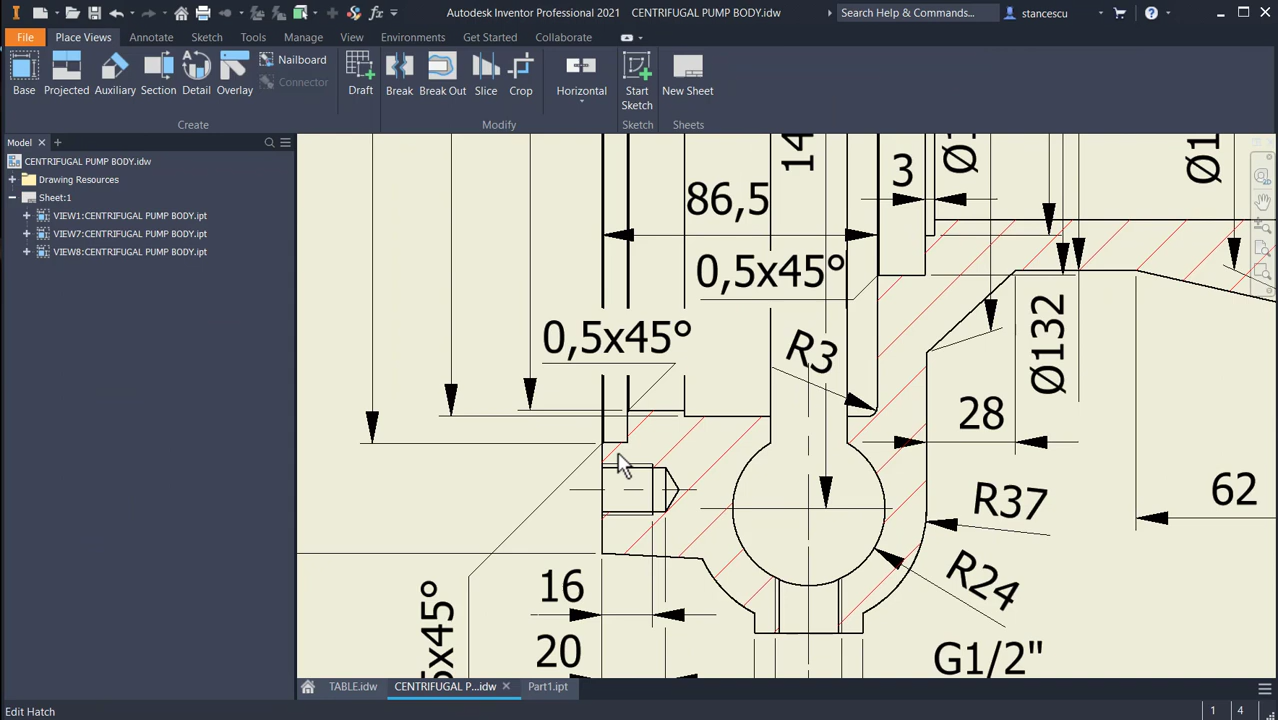 Autodesk Inventor Professional 2021 CENTRIFUGAL PUMP BODY.idw
Search Help & Commands...
stancescu
File Place Views Annotate Sketch Tools Manage View Environments Get Started Collaborate
Base Projected Auxiliary Section Detail Overlay
Nailboard
Connector
Draft
Break Break Out Slice Crop
Horizontal
Start
Sketch
New Sheet
Create
Modify
Sketch
Sheets
Model
CENTRIFUGAL PUMP BODY.idw
Drawing Resources
Sheet:1
VIEW1:CENTRIFUGAL PUMP BODY.ipt
VIEW7:CENTRIFUGAL PUMP BODY.ipt
VIEW8:CENTRIFUGAL PUMP BODY.ipt
14
3
86,5
0,5x45°
0,5x45°
R3
Ø132
28
62
R37
R24
16
5x45°
20
G1/2"
TABLE.idw
CENTRIFUGAL P...idw
Part1.ipt
Edit Hatch
1 4